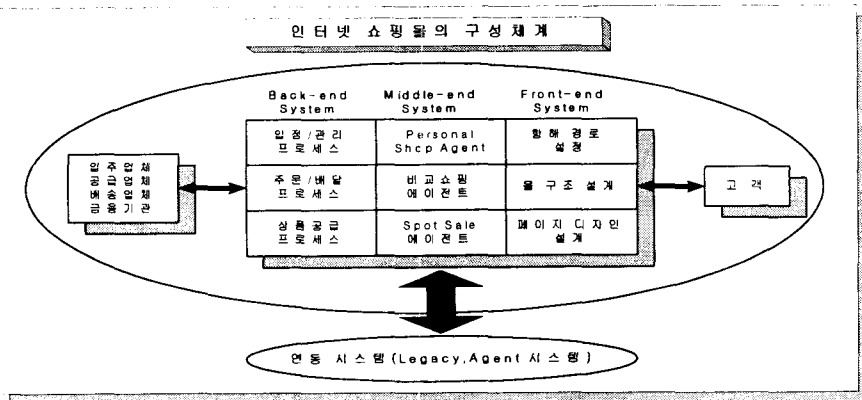 인터넷 쇼핑몰의 구성체계
Back-end System
Middle-end System
Front-end System
입주업체
공급업체
배송업체
금융기관
입점/관리
프로세스
Personal
Shop Agent
항해 경로
설정
주문/배달
프로세스
비교쇼핑
에이전트
몰 구조 설계
상품공급
프로세스
Spot Sale
에이전트
페이지 디자인
설계
고 객
연동 시스템(Legacy,Agent 시스템)